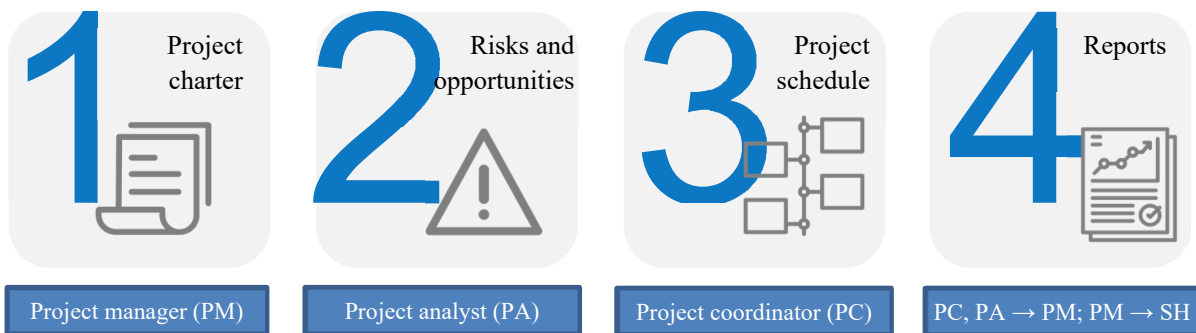 1
Project
charter
2
Risks and
opportunities
3
Project
schedule
4
Reports
Project manager (PM)
Project analyst (PA)
Project coordinator (PC)
PC, PA → PM; PM → SH